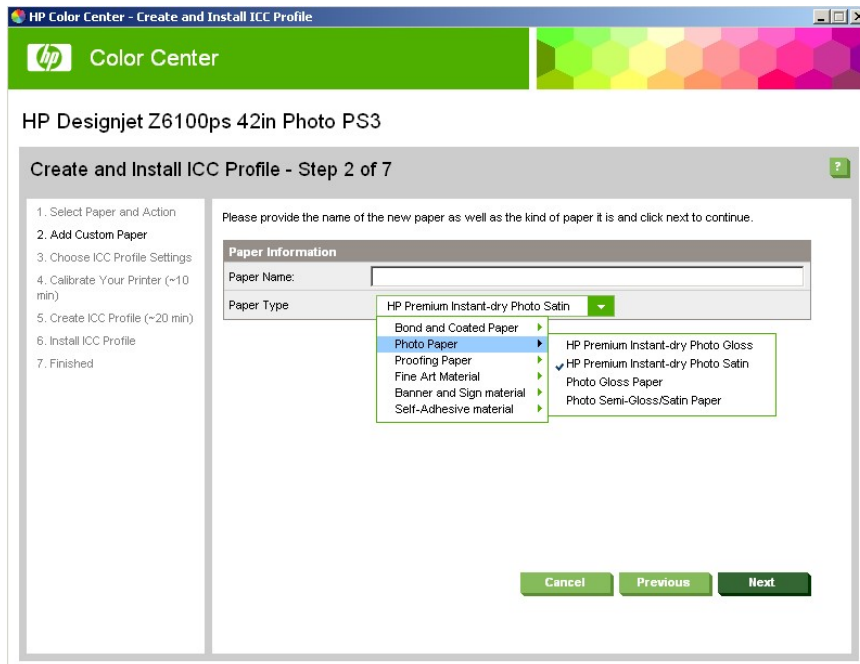 HP Color Center - Create and Install ICC Profile
hp Color Center
HP Designjet Z6100ps 42in Photo PS3
Create and Install ICC Profile - Step 2 of 7
?
1. Select Paper and Action
2. Add Custom Paper
3. Choose ICC Profile Settings
4. Calibrate Your Printer (~10
min)
5. Create ICC Profile (~20 min)
6. Install ICC Profile
7. Finished
Please provide the name of the new paper as well as the kind of paper it is and click next to continue.
Paper Information
Paper Name:
Paper Type HP Premium Instant-dry Photo Satin
Bond and Coated Paper
Photo Paper
Proofing Paper
Fine Art Material
Banner and Sign material
Self-Adhesive material
HP Premium Instant-dry Photo Gloss
HP Premium Instant-dry Photo Satin
Photo Gloss Paper
Photo Semi-Gloss/Satin Paper
Cancel Previous Next